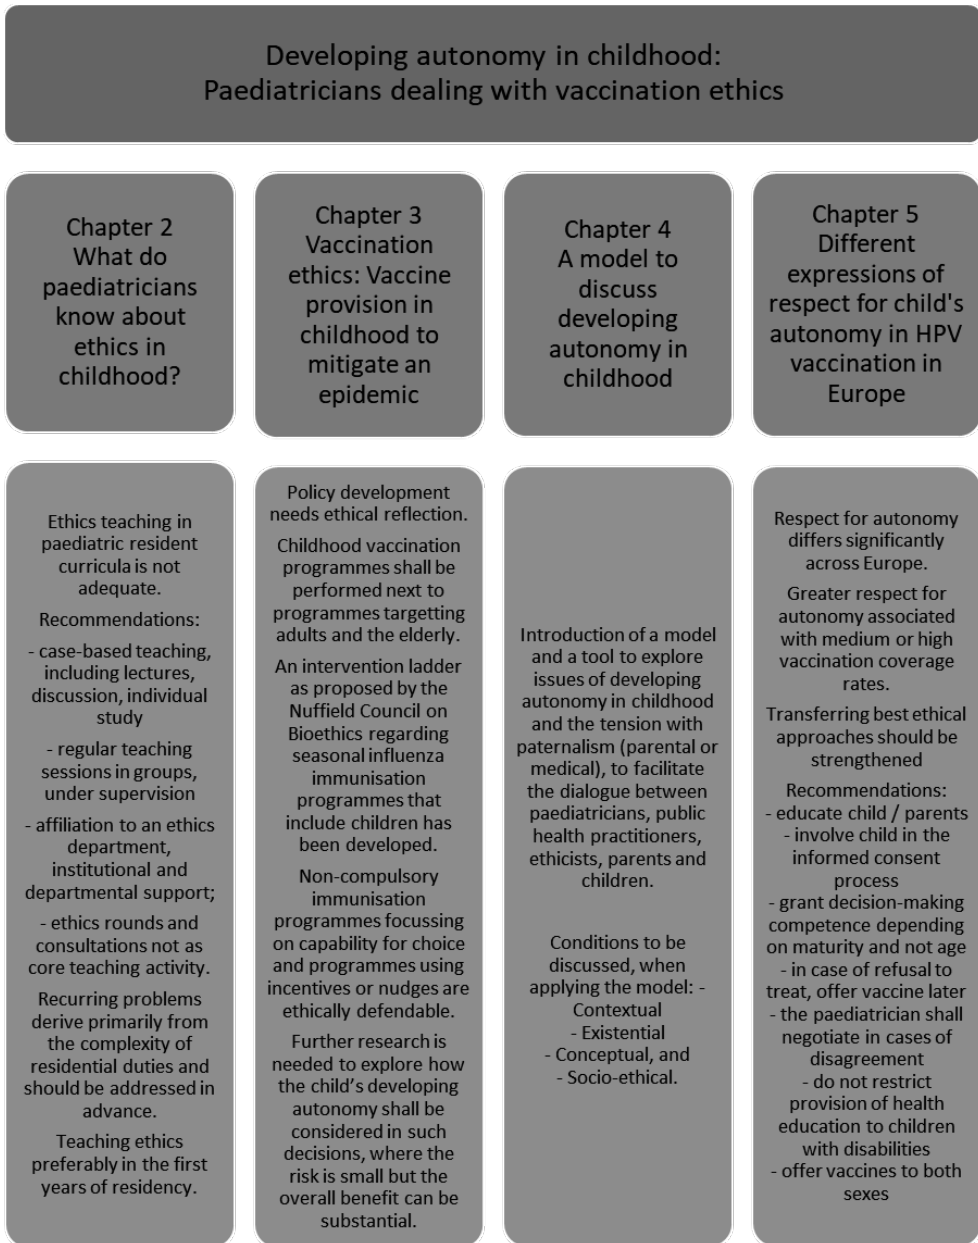 Developing autonomy in childhood:
Paediatricians dealing with vaccination ethics
Chapter 2
What do
paediatricians
know about
ethics in
childhood?
Chapter 3
Vaccination
ethics: Vaccine
provision in
childhood to
mitigate an
epidemic
Chapter 4
A model to
discuss
developing
autonomy in
childhood
Chapter 5
Different
expressions of
respect for child's
autonomy in HPV
vaccination in
Europe
Ethics teaching in
paediatric resident
curricula is not
adequate.
Recommendations:
- case-based teaching,
including lectures,
discussion, individual
study
- regular teaching
sessions in groups,
under supervision
- affiliation to an ethics
department,
institutional and
departmental support;
- ethics rounds and
consultations not as
core teaching activity.
Recurring problems
derive primarily from
the complexity of
residential duties and
should be addressed in
advance.
Teaching ethics
preferably in the first
years of residency.
Policy development
needs ethical reflection.
Childhood vaccination
programmes shall be
performed next to
programmes targetting
adults and the elderly.
An intervention ladder
as proposed by the
Nuffield Council on
Bioethics regarding
seasonal influenza
immunisation
programmes that
include children has
been developed.
Non-compulsory
immunisation
programmes focussing
on capability for choice
and programmes using
incentives or nudges are
ethically defendable.
Further research is
needed to explore how
the child’s developing
autonomy shall be
considered in such
decisions, where the
risk is small but the
overall benefit can be
substantial.
Introduction of a model
and a tool to explore
issues of developing
autonomy in childhood
and the tension with
paternalism (parental or
medical), to facilitate
the dialogue between
paediatricians, public
health practitioners,
ethicists, parents and
children.
Conditions to be
discussed, when
applying the model: -
Contextual
- Existential
- Conceptual, and
- Socio-ethical.
Respect for autonomy
differs significantly
across Europe.
Greater respect for
autonomy associated
with medium or high
vaccination coverage
rates.
Transferring best ethical
approaches should be
strengthened
Recommendations:
- educate child / parents
- involve child in the
informed consent
process
- grant decision-making
competence depending
on maturity and not age
- in case of refusal to
treat, offer vaccine later
- the paediatrician shall
negotiate in cases of
disagreement
- do not restrict
provision of health
education to children
with disabilities
- offer vaccines to both
sexes